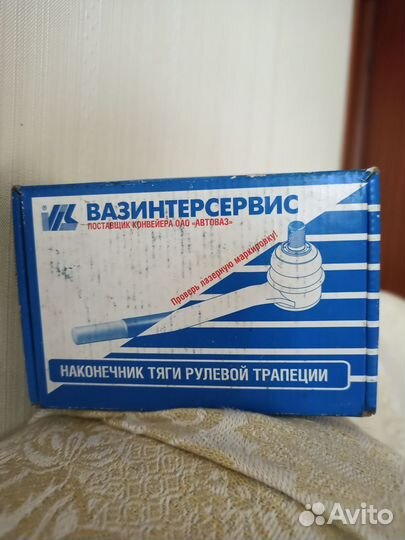 ВАЗИНТЕРСЕРВИС
ПОСТАВЩИК КОНВЕЙЕРА ОАО «АВТОВАЗ»
Проверь лазерную маркировку!
НАКОНЕЧНИК ТЯГИ РУЛЕВОЙ ТРАПЕЦИИ
Avito